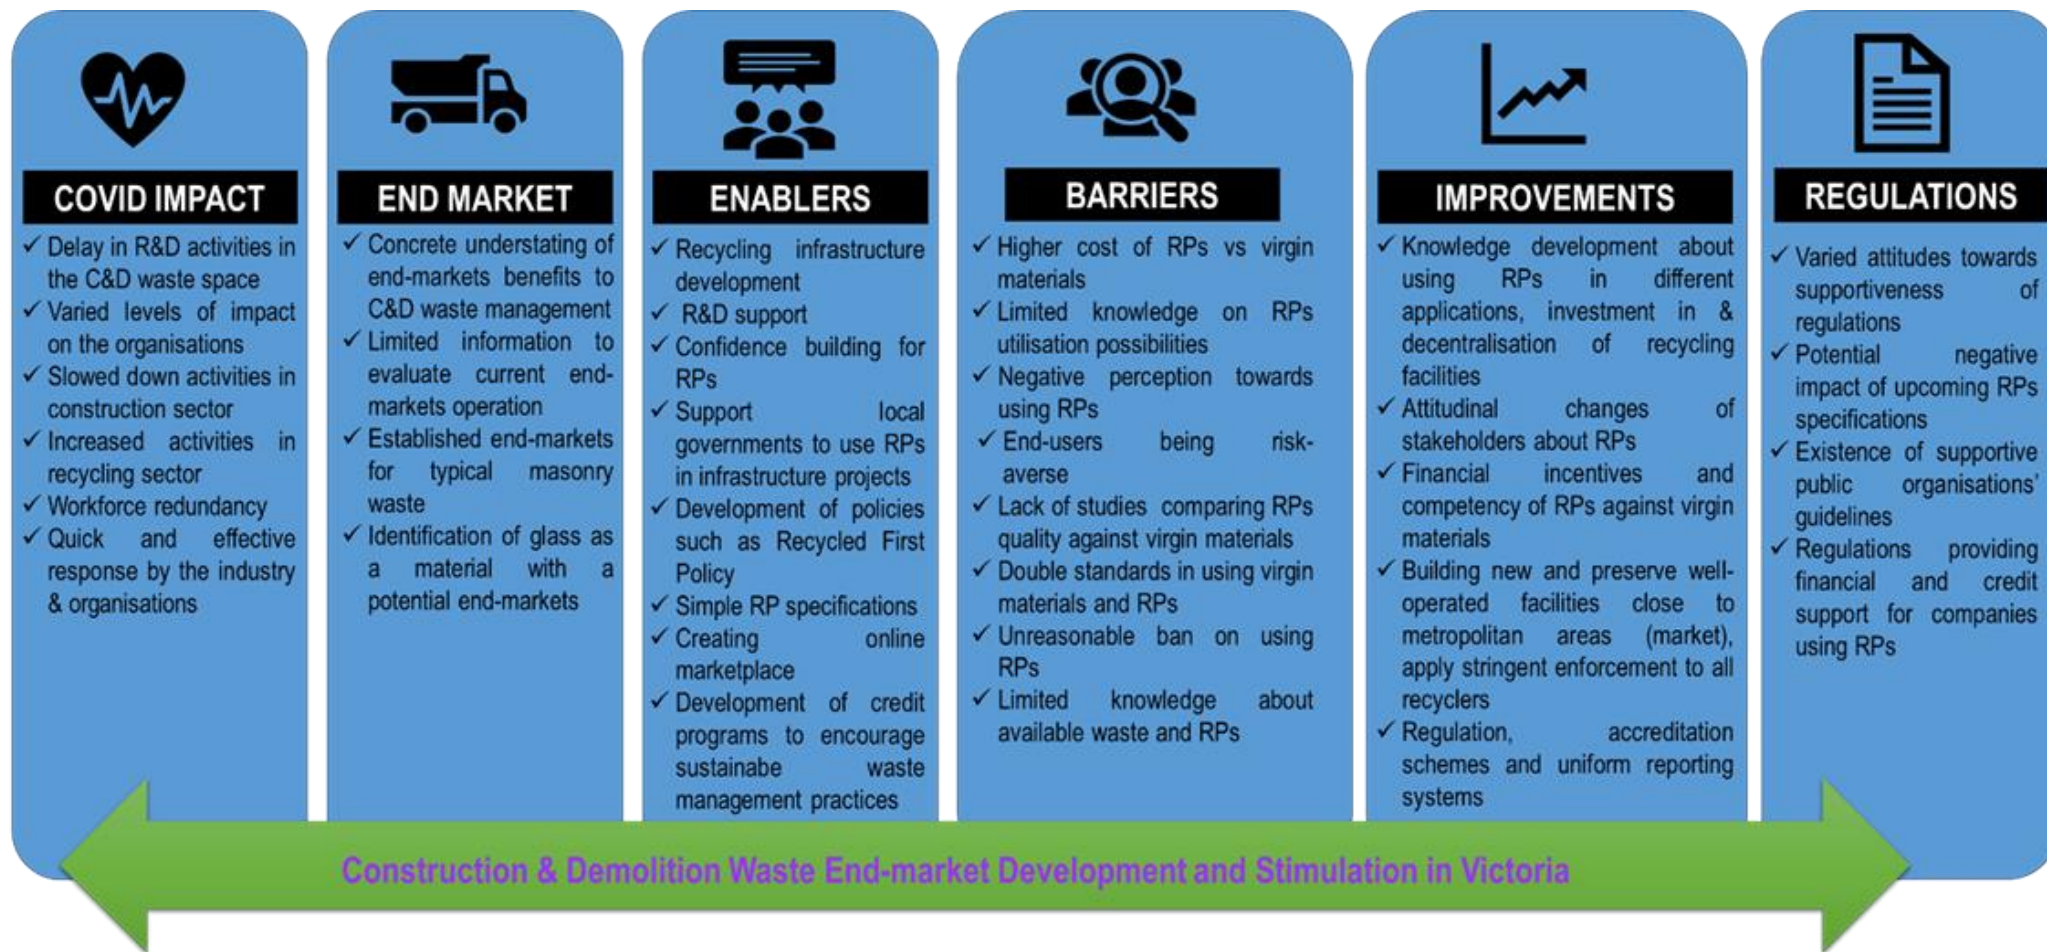 COVID IMPACT
✓ Delay in R&D activities in
the C&D waste space
✓ Varied levels of impact
on the organisations
✓ Slowed down activities in
construction sector
✓ Increased activities in
recycling sector
✓ Workforce redundancy
✓ Quick and effective
response by the industry
& organisations
END MARKET
✓ Concrete understating of
end-markets benefits to
C&D waste management
✓ Limited information to
evaluate current end-
markets operation
✓ Established end-markets
for typical masonry
waste
✓ Identification of glass as
a material with a
potential end-markets
ENABLERS
✓ Recycling infrastructure
development
✓ R&D support
✓ Confidence building for
RPs
✓ Support local
governments to use RPs
in infrastructure projects
✓ Development of policies
such as Recycled First
Policy
✓ Simple RP specifications
✓ Creating online
marketplace
✓ Development of credit
programs to encourage
sustainabe waste
management practices
BARRIERS
✓ Higher cost of RPs vs virgin
materials
✓ Limited knowledge on RPs
utilisation possibilities
✓ Negative perception towards
using RPs
✓ End-users being risk-
averse
✓ Lack of studies comparing RPs
quality against virgin materials
✓ Double standards in using virgin
materials and RPs
✓ Unreasonable ban on using
RPs
✓ Limited knowledge about
available waste and RPs
IMPROVEMENTS
✓ Knowledge development about
using RPs in different
applications, investment in &
decentralisation of recycling
facilities
✓ Attitudinal changes of
stakeholders about RPs
✓ Financial incentives and
competency of RPs against virgin
materials
✓ Building new and preserve well-
operated facilities close to
metropolitan areas (market),
apply stringent enforcement to all
recyclers
✓ Regulation, accreditation
schemes and uniform reporting
systems
REGULATIONS
✓ Varied attitudes towards
supportiveness of
regulations
✓ Potential negative
impact of upcoming RPs
specifications
✓ Existence of supportive
public organisations'
guidelines
✓ Regulations providing
financial and credit
support for companies
using RPs
Construction & Demolition Waste End-market Development and Stimulation in Victoria